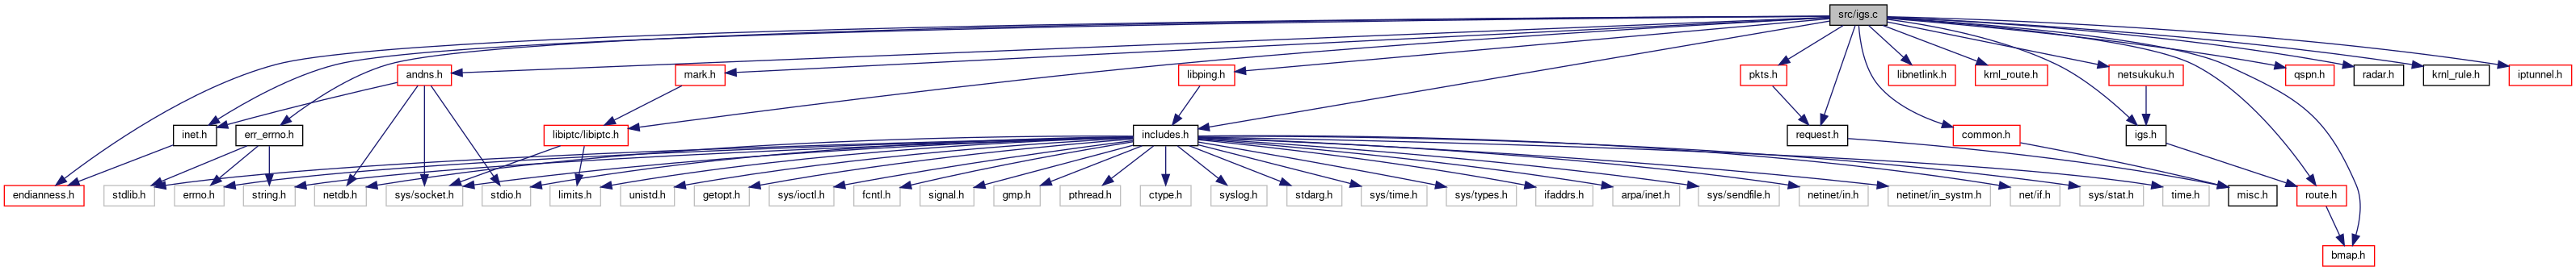 src/igs.c
andns.h
mark.h
libping.h
pkts.h
libnetlink.h
krnl_route.h
netsukuku.h
qspn.h
radar.h
krnl_rule.h
iptunnel.h
inet.h
err_errno.h
libiptc/libiptc.h
includes.h
request.h
common.h
igs.h
endianness.h
stdlib.h
errno.h
string.h
netdb.h
sys/socket.h
stdio.h
limits.h
unistd.h
getopt.h
sys/ioctl.h
fcntl.h
signal.h
gmp.h
pthread.h
ctype.h
syslog.h
stdarg.h
sys/time.h
sys/types.h
ifaddrs.h
arpa/inet.h
sys/sendfile.h
netinet/in.h
netinet/in_systm.h
net/if.h
sys/stat.h
time.h
misc.h
route.h
bmap.h